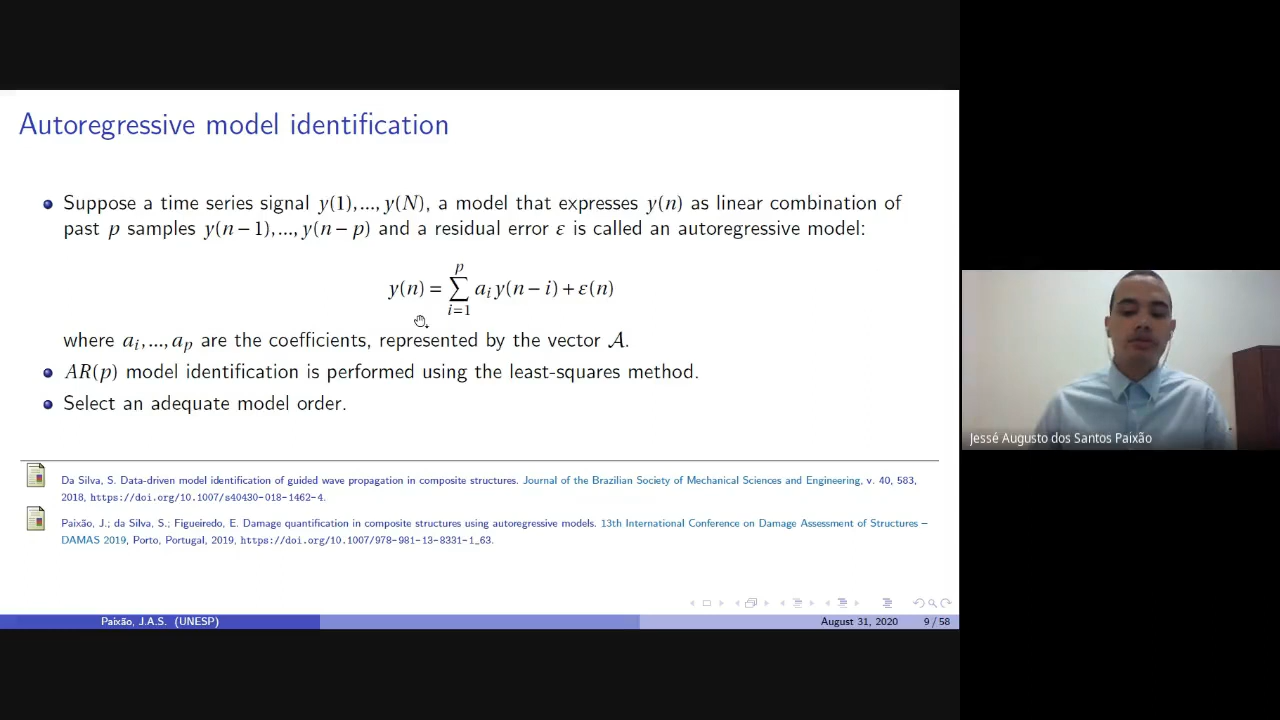 Autoregressive model identification
Suppose a time series signal y(1),...,y(N), a model that expresses y(n) as linear combination of
past p samples y(n−1),...,y(n−p) and a residual error ε is called an autoregressive model:
y(n) = ∑_{i=1}^{p} a_i y(n−i) + ε(n)
where a_i,...,a_p are the coefficients, represented by the vector 𝒜.
AR(p) model identification is performed using the least-squares method.
Select an adequate model order.
Da Silva, S. Data-driven model identification of guided wave propagation in composite structures. Journal of the Brazilian Society of Mechanical Sciences and Engineering, v. 40, 583,
2018, https://doi.org/10.1007/s40430-018-1462-4.
Paixão, J.; da Silva, S.; Figueiredo, E. Damage quantification in composite structures using autoregressive models. 13th International Conference on Damage Assessment of Structures –
DAMAS 2019, Porto, Portugal, 2019, https://doi.org/10.1007/978-981-13-8331-1_63.
Paixão, J.A.S. (UNESP)
August 31, 2020
9 / 58
Jessé Augusto dos Santos Paixão